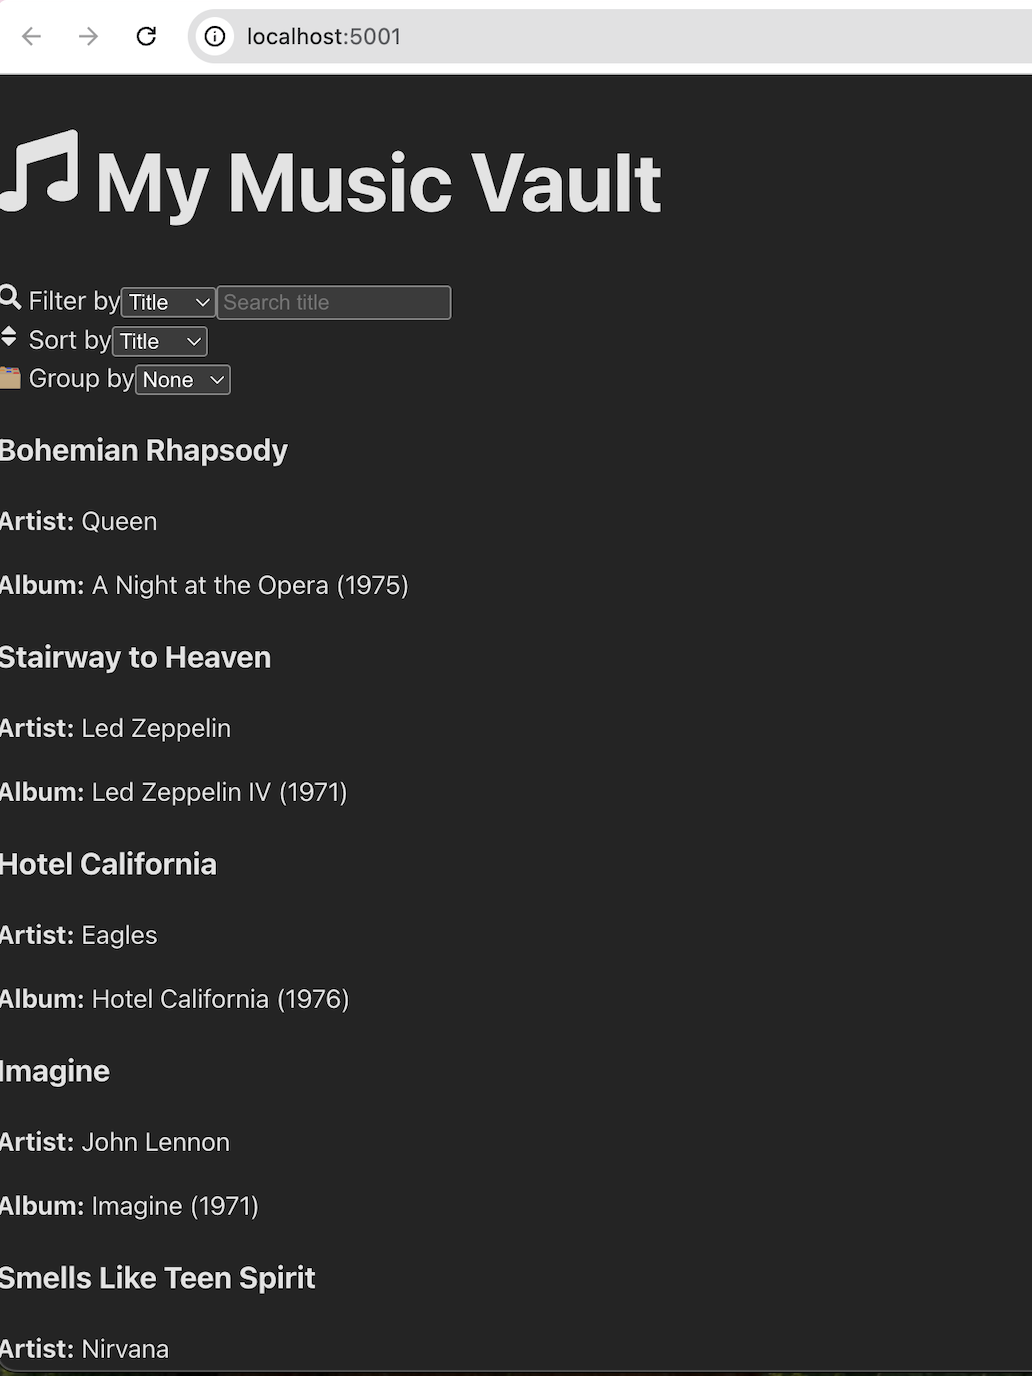 localhost:5001
My Music Vault
Filter by Title Search title
Sort by Title
Group by None
Bohemian Rhapsody
Artist: Queen
Album: A Night at the Opera (1975)
Stairway to Heaven
Artist: Led Zeppelin
Album: Led Zeppelin IV (1971)
Hotel California
Artist: Eagles
Album: Hotel California (1976)
Imagine
Artist: John Lennon
Album: Imagine (1971)
Smells Like Teen Spirit
Artist: Nirvana